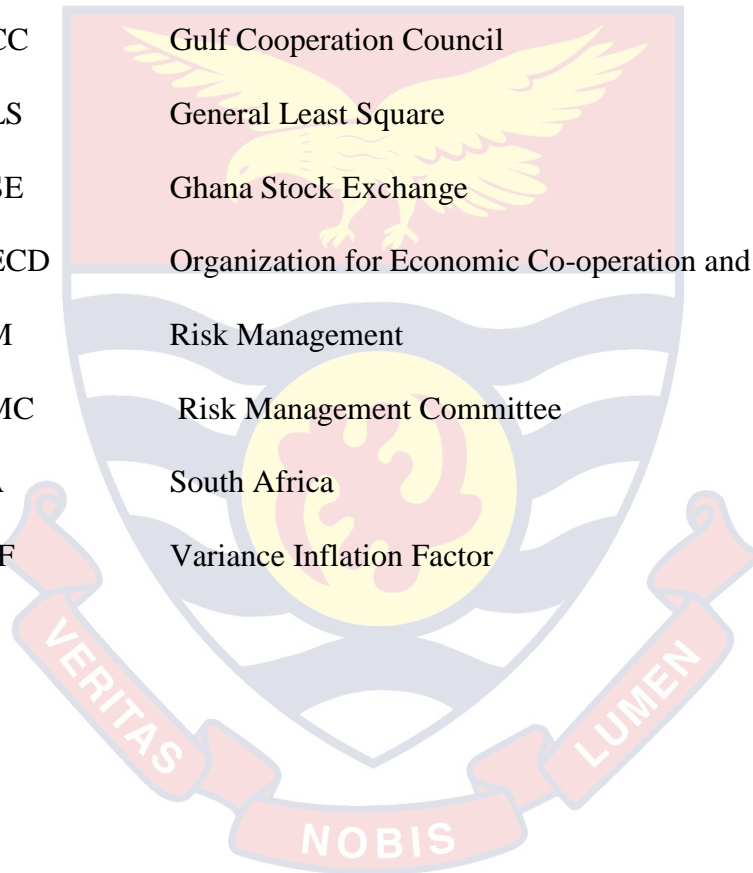 CC Gulf Cooperation Council
LS General Least Square
SE Ghana Stock Exchange
ECD Organization for Economic Co-operation and
M Risk Management
MC Risk Management Committee
A South Africa
F Variance Inflation Factor
VERITAS NOBIS LUMEN